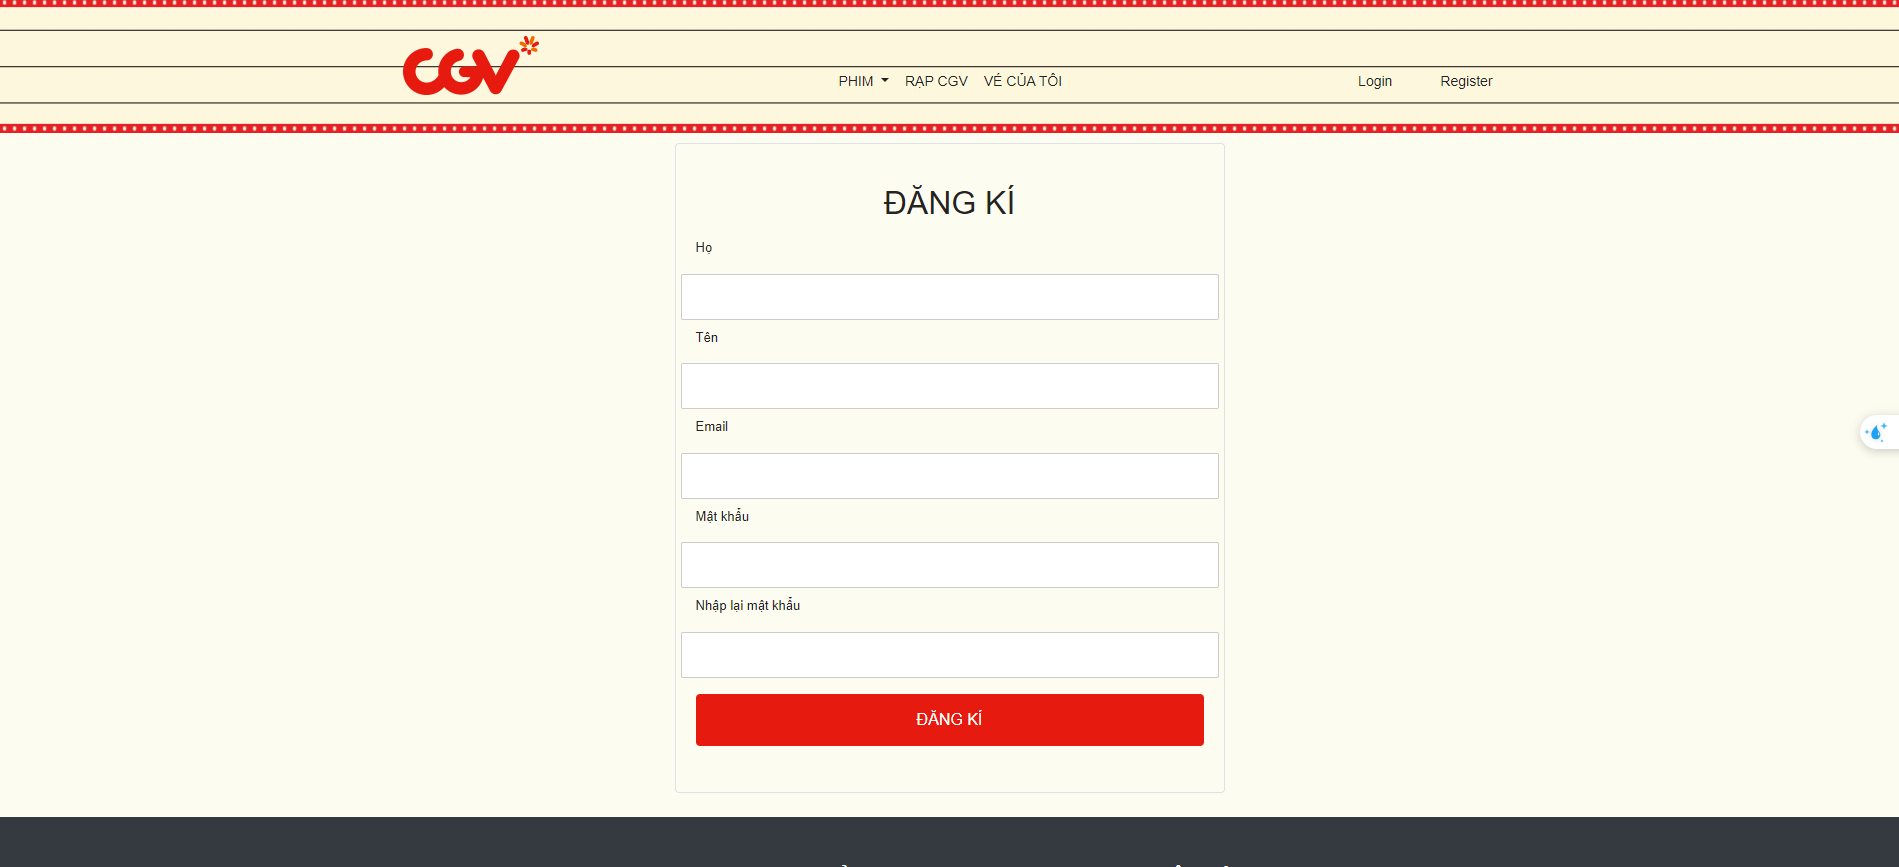 CGV
PHIM RẠP CGV VÉ CỦA TÔI Login Register
ĐĂNG KÍ
Họ
Tên
Email
Mật khẩu
Nhập lại mật khẩu
ĐĂNG KÍ